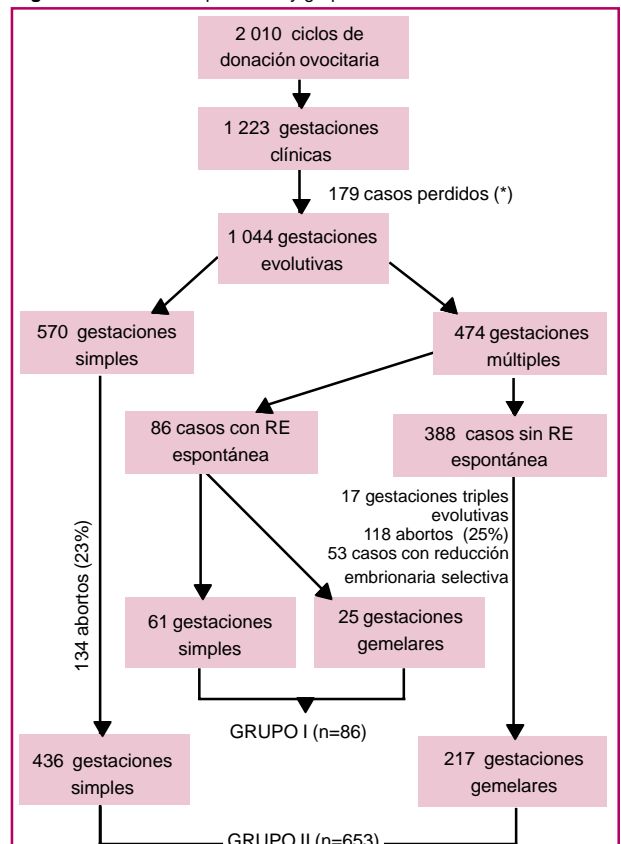 2 010 ciclos de
donación ovocitaria
1 223 gestaciones
clínicas
179 casos perdidos (*)
1 044 gestaciones
evolutivas
570 gestaciones
simples
474 gestaciones
múltiples
86 casos con RE
espontánea
388 casos sin RE
espontánea
17 gestaciones triples
evolutivas
118 abortos (25%)
53 casos con reducción
embrionaria selectiva
134 abortos (23%)
61 gestaciones
simples
25 gestaciones
gemelares
GRUPO I (n=86)
436 gestaciones
simples
217 gestaciones
gemelares
GRUPO II (n=653)